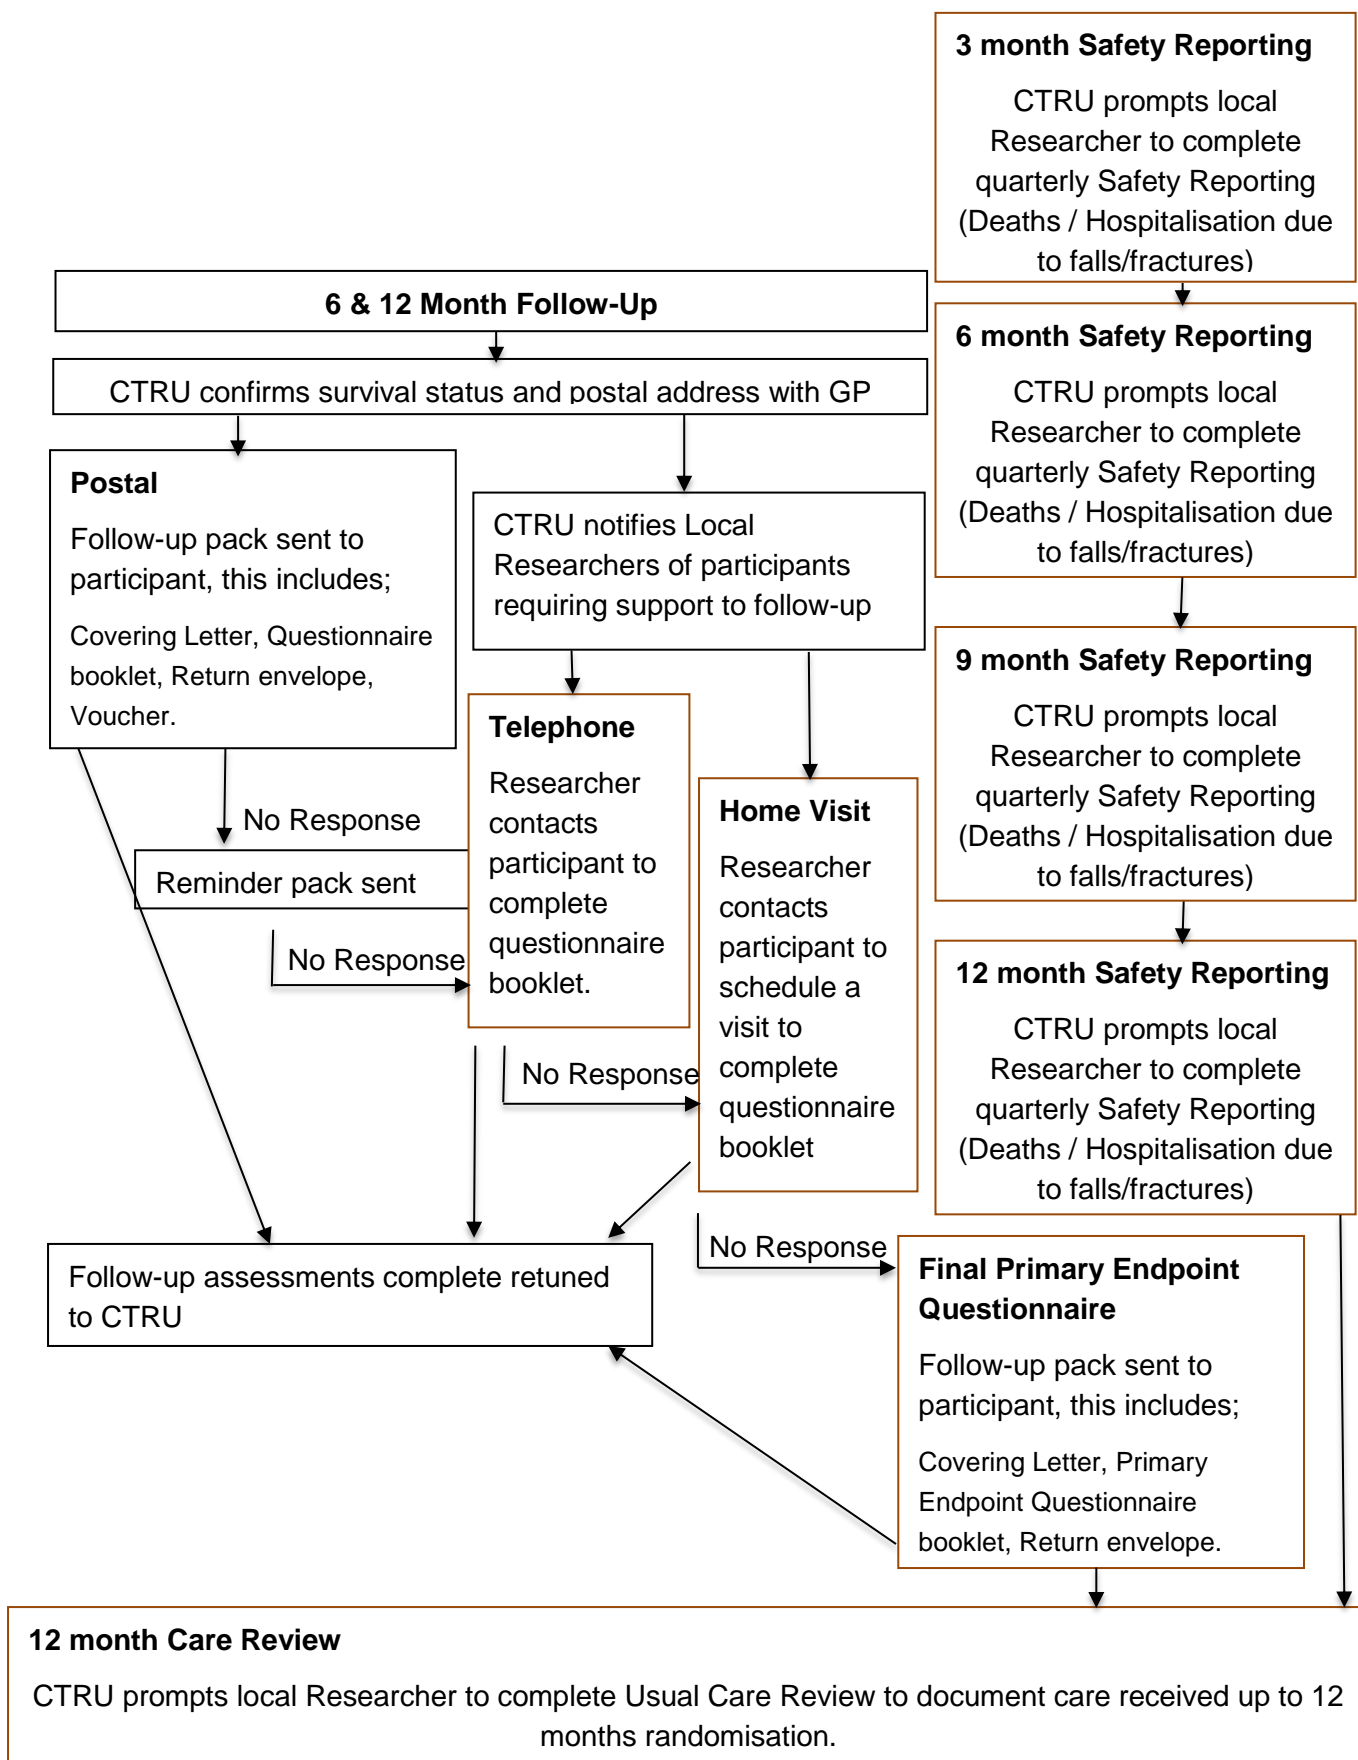 3 month Safety Reporting
CTRU prompts local
Researcher to complete
quarterly Safety Reporting
(Deaths / Hospitalisation due
to falls/fractures)
6 & 12 Month Follow-Up
CTRU confirms survival status and postal address with GP
6 month Safety Reporting
CTRU prompts local
Researcher to complete
quarterly Safety Reporting
(Deaths / Hospitalisation due
to falls/fractures)
Postal
Follow-up pack sent to
participant, this includes;
Covering Letter, Questionnaire
booklet, Return envelope,
Voucher.
CTRU notifies Local
Researchers of participants
requiring support to follow-up
9 month Safety Reporting
CTRU prompts local
Researcher to complete
quarterly Safety Reporting
(Deaths / Hospitalisation due
to falls/fractures)
No Response
Reminder pack sent
No Response
Telephone
Researcher
contacts
participant to
complete
questionnaire
booklet.
No Response
Home Visit
Researcher
contacts
participant to
schedule a
visit to
complete
questionnaire
booklet
12 month Safety Reporting
CTRU prompts local
Researcher to complete
quarterly Safety Reporting
(Deaths / Hospitalisation due
to falls/fractures)
No Response
Follow-up assessments complete retuned
to CTRU
Final Primary Endpoint
Questionnaire
Follow-up pack sent to
participant, this includes;
Covering Letter, Primary
Endpoint Questionnaire
booklet, Return envelope.
12 month Care Review
CTRU prompts local Researcher to complete Usual Care Review to document care received up to 12
months randomisation.